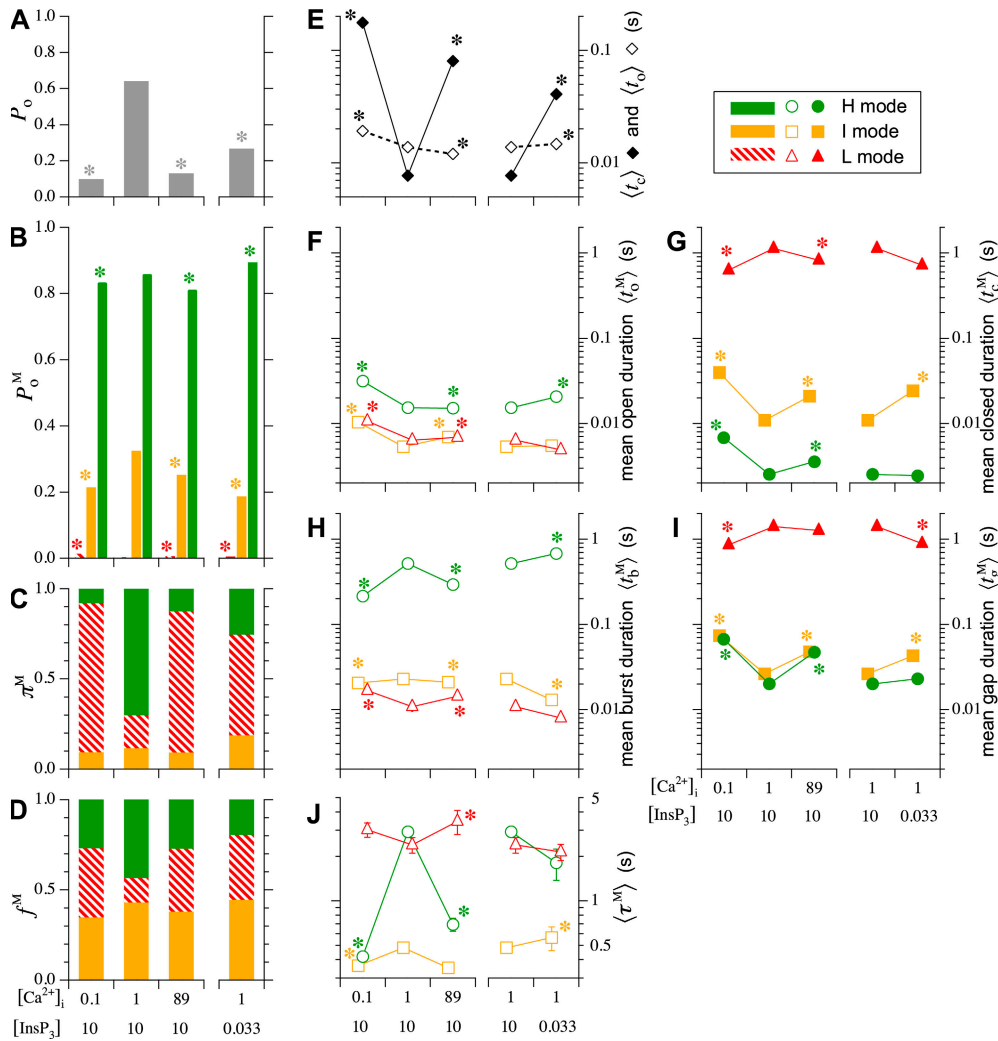 A
1.0
0.8
0.6
0.4
0.2
0.0
P_o
* * *
E
* * * * * *
0.1
0.01
⟨t_c⟩ ◆ and ⟨t_o⟩ ◇ (s)
H mode
I mode
L mode
B
1.0
0.8
0.6
0.4
0.2
0.0
P_o^M
* * * * * * * * *
F
* * * * * * *
1
0.1
0.01
mean open duration ⟨t_o^M⟩ (s)
G
* * * * * * *
1
0.1
0.01
mean closed duration ⟨t_c^M⟩ (s)
C
1.0
0.5
0.0
π^M
H
* * * * * * * *
1
0.1
0.01
mean burst duration ⟨t_b^M⟩ (s)
I
* * * * * * *
1
0.1
0.01
mean gap duration ⟨t_g^M⟩ (s)
[Ca²⁺]_i 0.1 1 89 1 1
[InsP₃] 10 10 10 10 0.033
D
1.0
0.5
0.0
f^M
[Ca²⁺]_i 0.1 1 89 1
[InsP₃] 10 10 10 0.033
J
* * * * *
5
1
0.5
⟨τ^M⟩ (s)
0.1 1 89 1 1
10 10 10 10 0.033